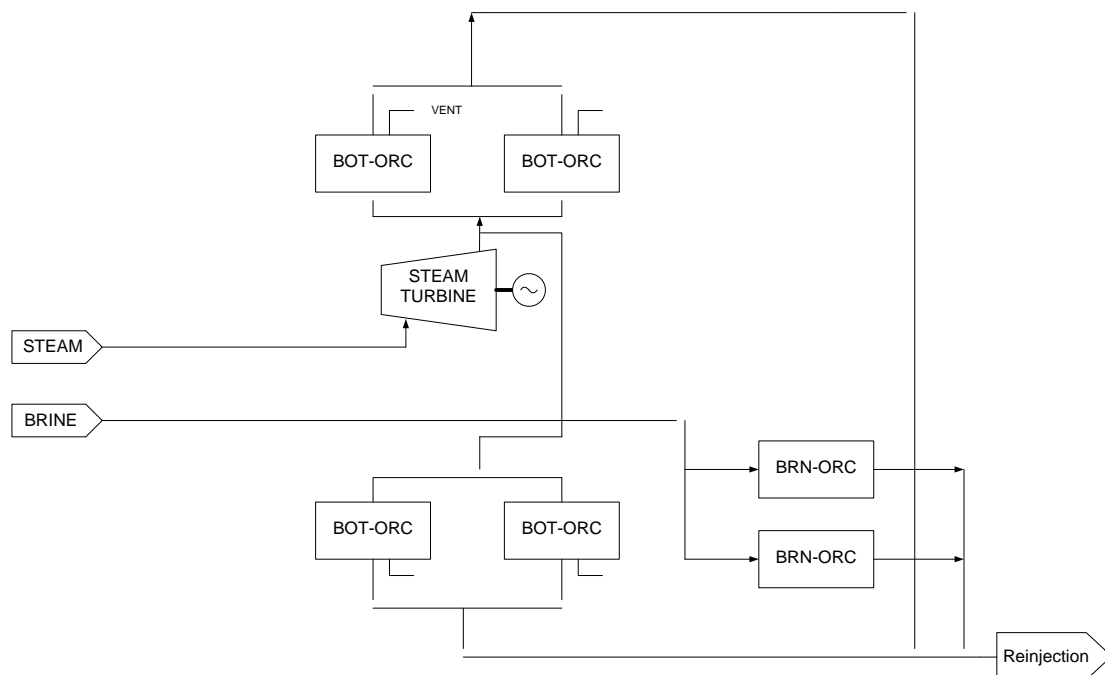 VENT
BOT-ORC
BOT-ORC
STEAM
TURBINE
STEAM
BRINE
BRN-ORC
BOT-ORC
BOT-ORC
BRN-ORC
Reinjection